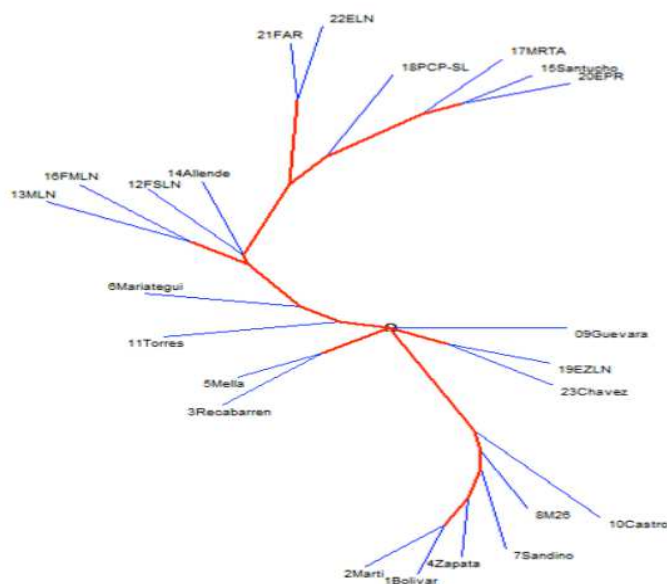 22ELN
21FAR
17MRTA
18PCP-SL
15Santucho
20EPR
14Allende
16FMLN
12FSLN
13MLN
6Mariategui
09Guevara
11Torres
19EZLN
5Mella
23Chavez
3Recabarren
8M26
10Castro
7Sandino
4Zapata
2Marti
1Bolivar